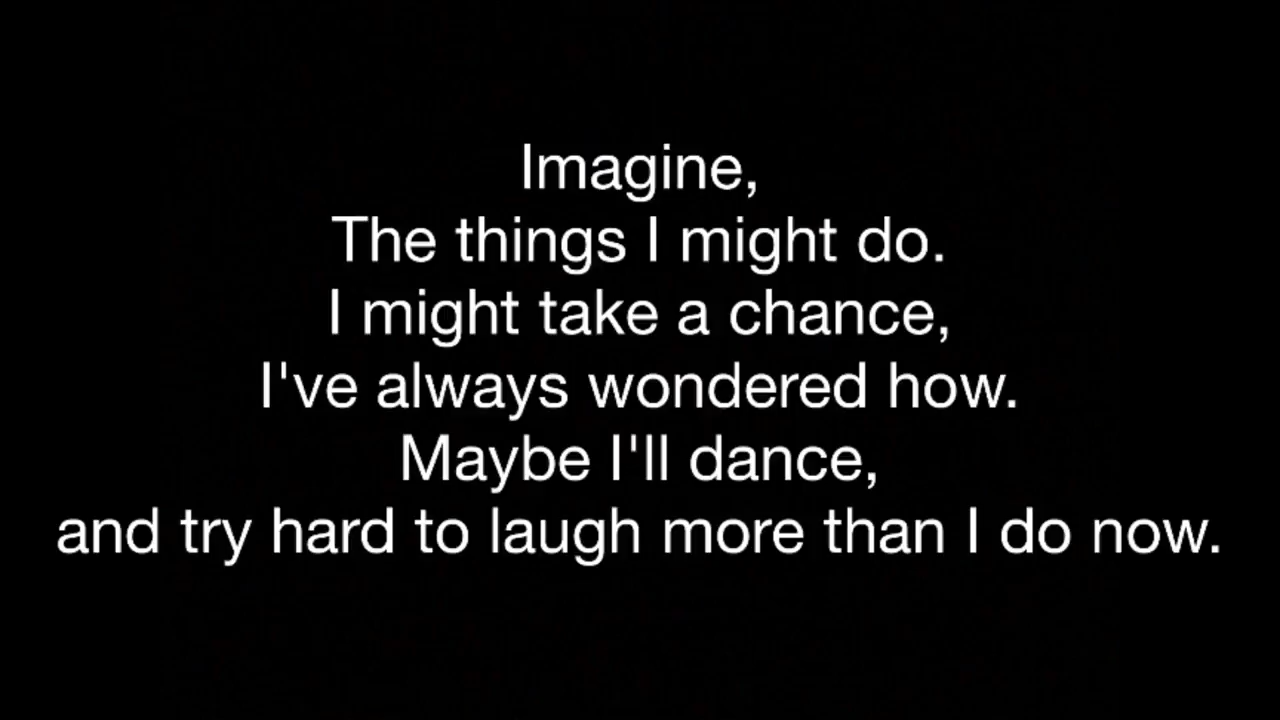 Imagine,
The things I might do.
I might take a chance,
I've always wondered how.
Maybe I'll dance,
and try hard to laugh more than I do now.